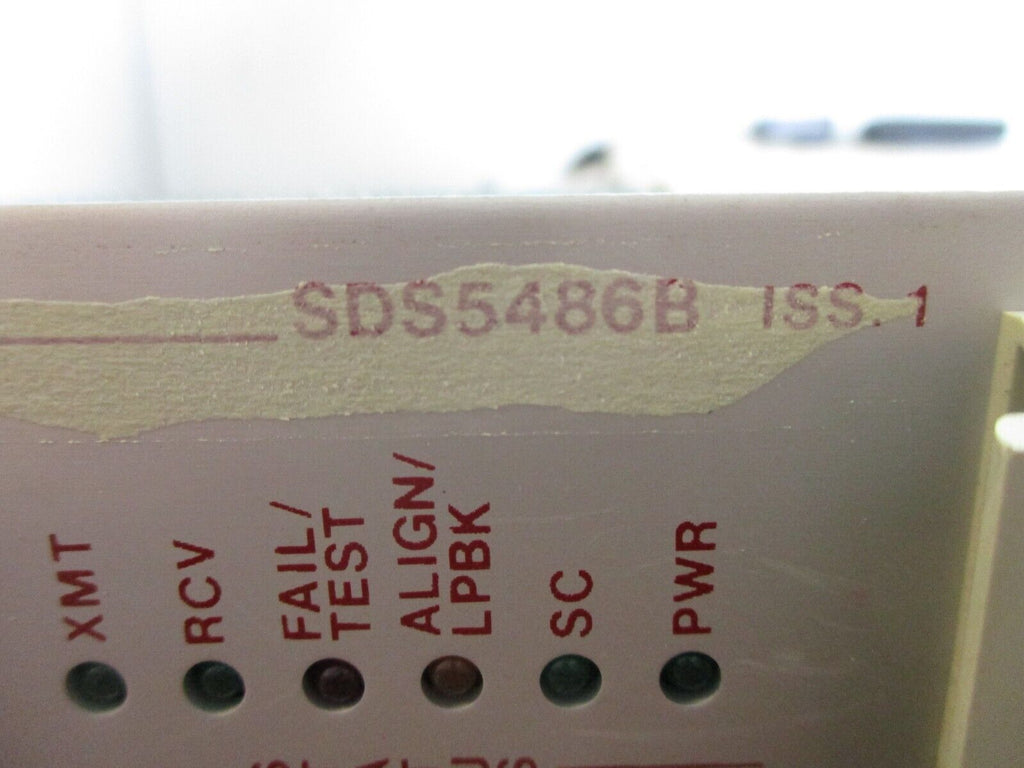 SDS5486B ISS. 1
XMT
RCV
FAIL/
TEST
ALIGN/
LPBK
SC
PWR